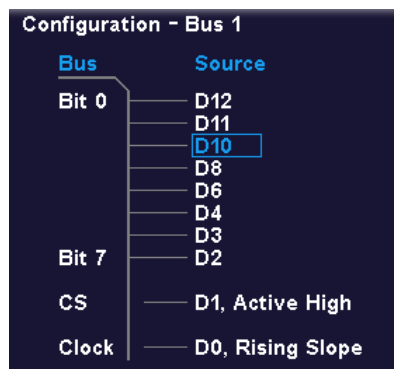 Configuration - Bus 1
Bus Source
Bit 0 D12
D11
D10
D8
D6
D4
D3
Bit 7 D2
CS D1, Active High
Clock D0, Rising Slope